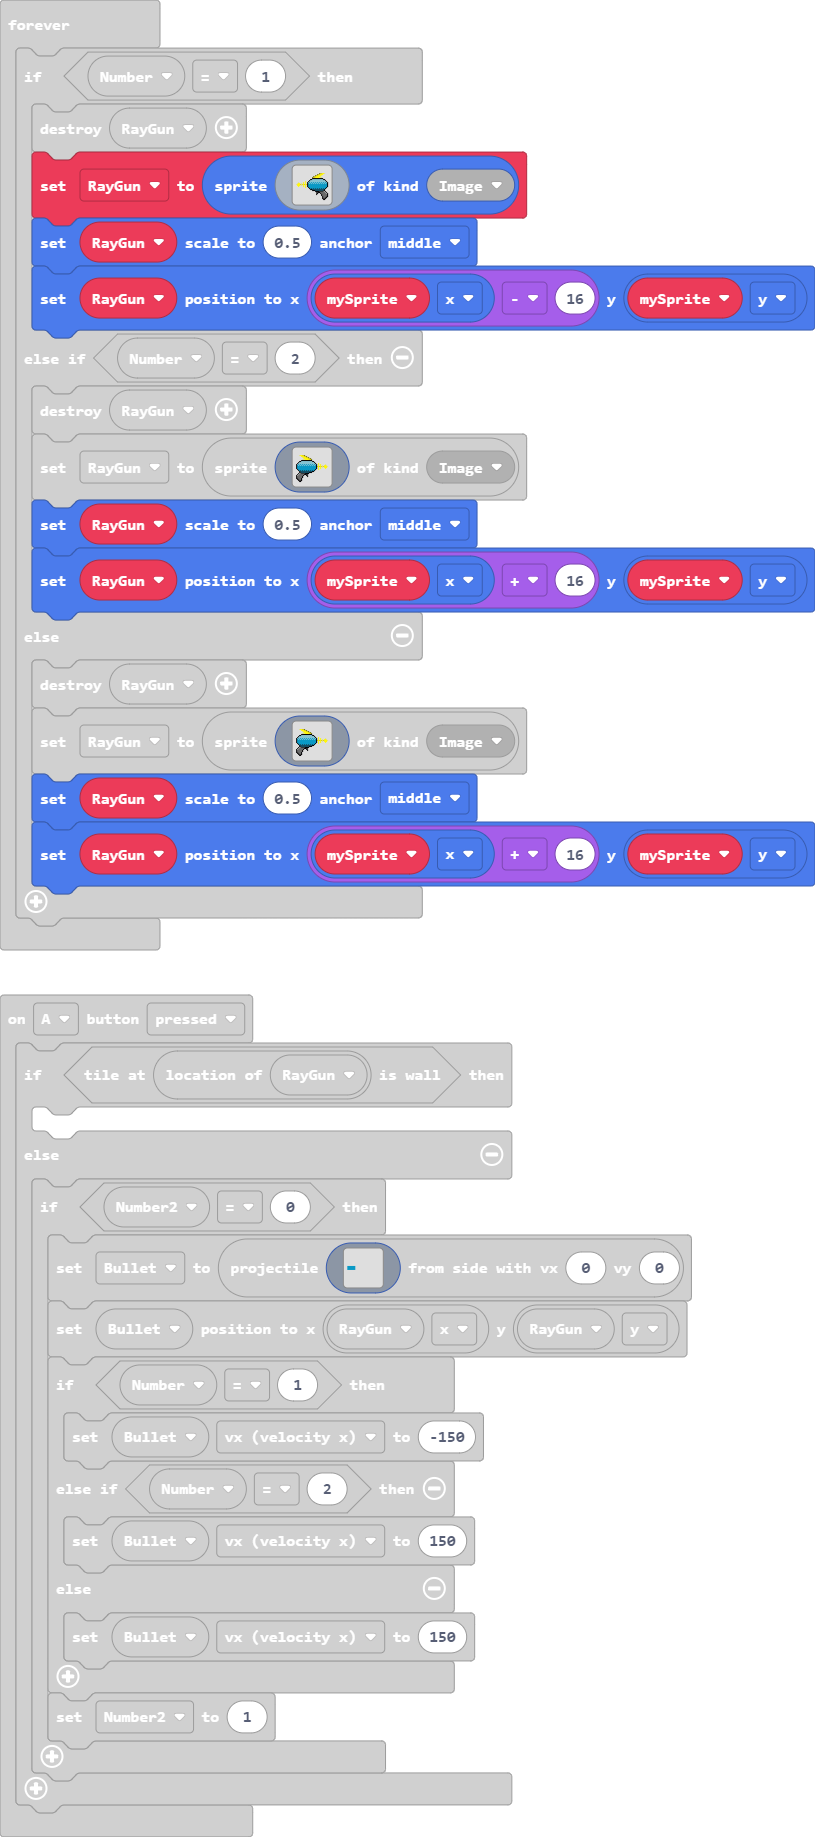 forever
if Number = 1 then
destroy RayGun
set RayGun to sprite of kind Image
set RayGun scale to 0.5 anchor middle
set RayGun position to x mySprite x - 16 y mySprite y
else if Number = 2 then
destroy RayGun
set RayGun to sprite of kind Image
set RayGun scale to 0.5 anchor middle
set RayGun position to x mySprite x + 16 y mySprite y
else
destroy RayGun
set RayGun to sprite of kind Image
set RayGun scale to 0.5 anchor middle
set RayGun position to x mySprite x + 16 y mySprite y
on A button pressed
if tile at location of RayGun is wall then
else
if Number2 = 0 then
set Bullet to projectile from side with vx 0 vy 0
set Bullet position to x RayGun x y RayGun y
if Number = 1 then
set Bullet vx (velocity x) to -150
else if Number = 2 then
set Bullet vx (velocity x) to 150
else
set Bullet vx (velocity x) to 150
set Number2 to 1